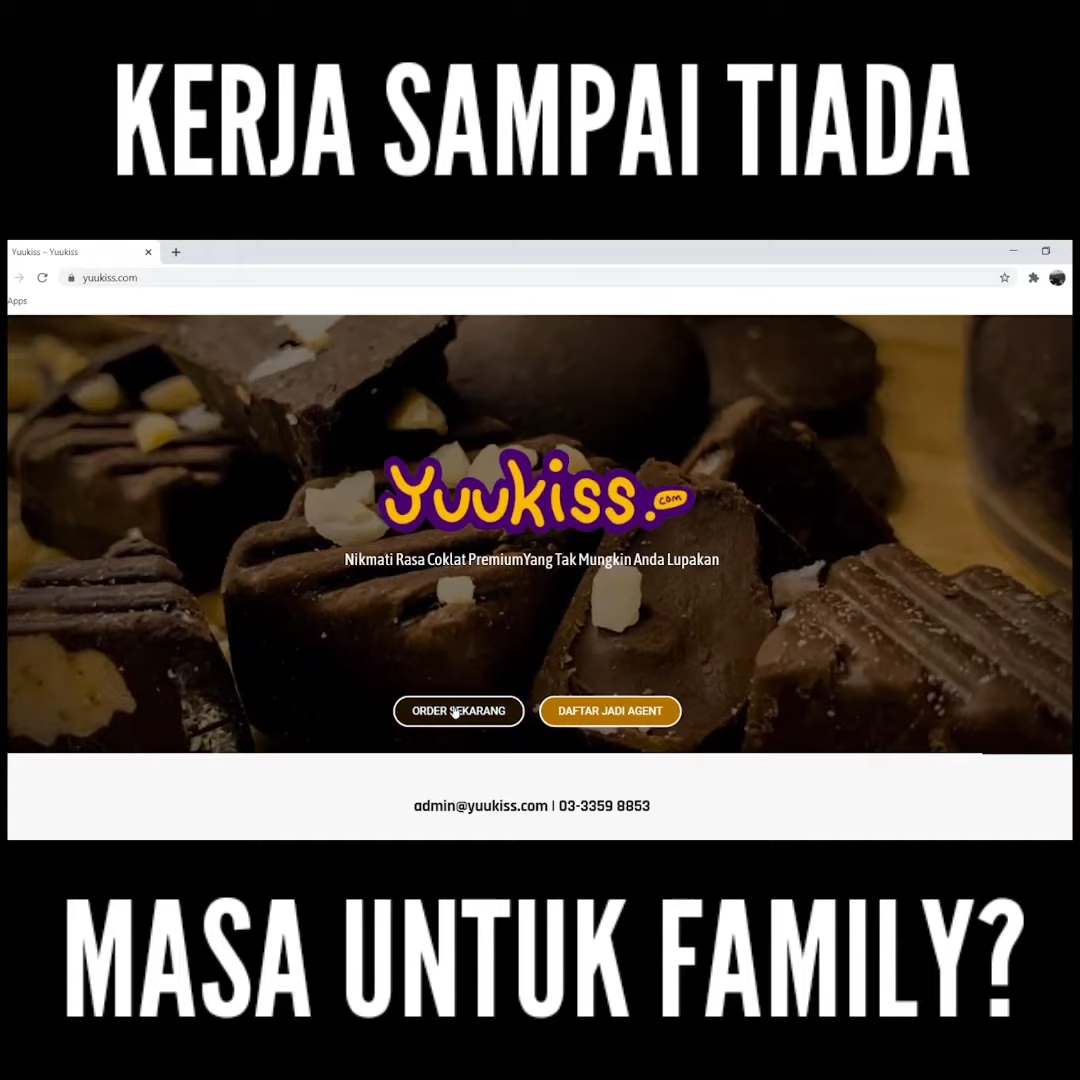 KERJA SAMPAI TIADA
Yuukiss – Yuukiss
yuukiss.com
Apps
Yuukiss.com
Nikmati Rasa Coklat PremiumYang Tak Mungkin Anda Lupakan
ORDER SEKARANG
DAFTAR JADI AGENT
admin@yuukiss.com | 03-3359 8853
MASA UNTUK FAMILY?